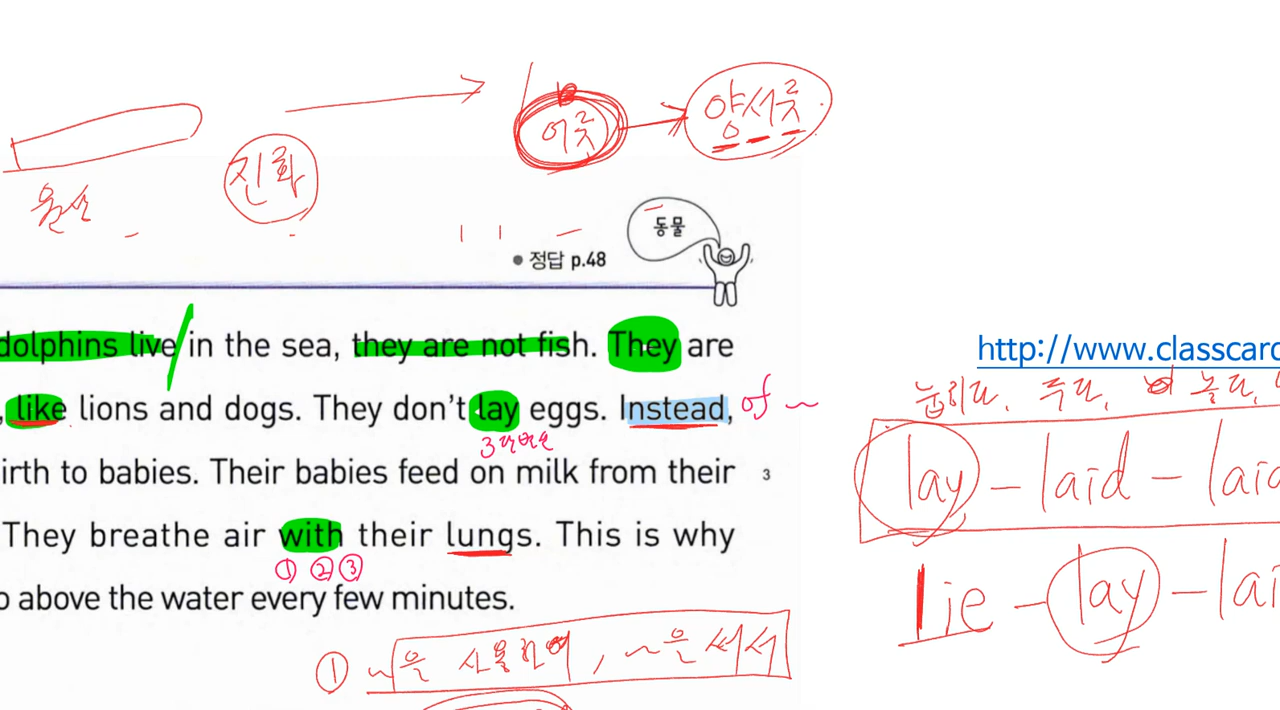 어류 양서류
진화
동물
● 정답 p.48
dolphins live in the sea, they are not fish. They are
, like lions and dogs. They don't lay eggs. Instead,
irth to babies. Their babies feed on milk from their 3
They breathe air with their lungs. This is why
o above the water every few minutes.
① ② ③
① ~을 사용하여, ~을 써서
http://www.classcard
눕히다, 두다, 놓다,
lay - laid - laid
lie - lay - lai